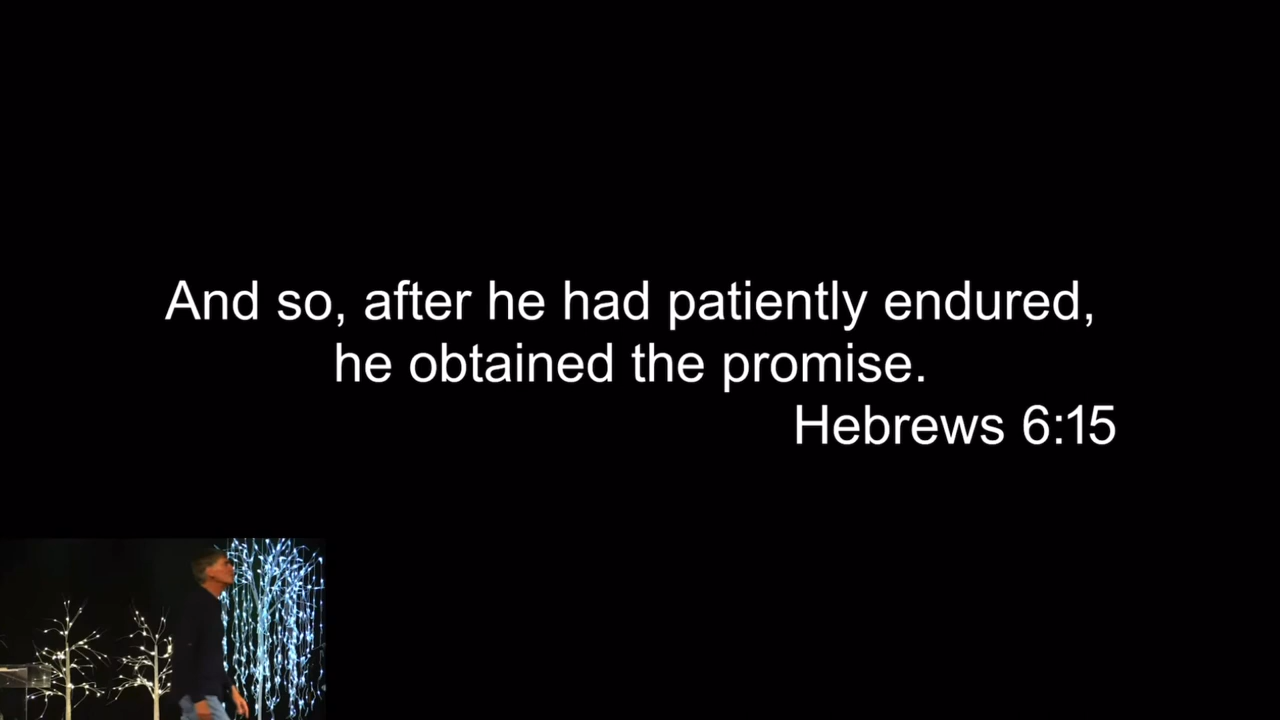 And so, after he had patiently endured,
he obtained the promise.
Hebrews 6:15